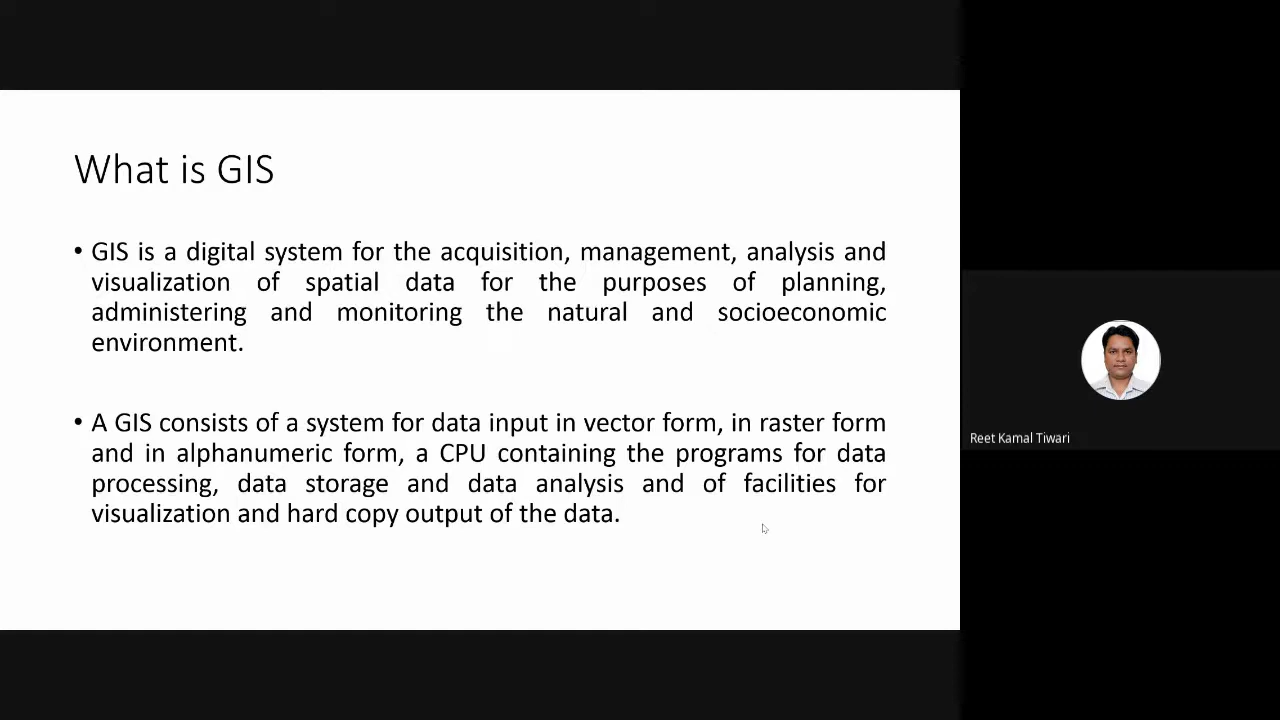 What is GIS
• GIS is a digital system for the acquisition, management, analysis and
visualization of spatial data for the purposes of planning,
administering and monitoring the natural and socioeconomic
environment.
• A GIS consists of a system for data input in vector form, in raster form
and in alphanumeric form, a CPU containing the programs for data
processing, data storage and data analysis and of facilities for
visualization and hard copy output of the data.
Reet Kamal Tiwari